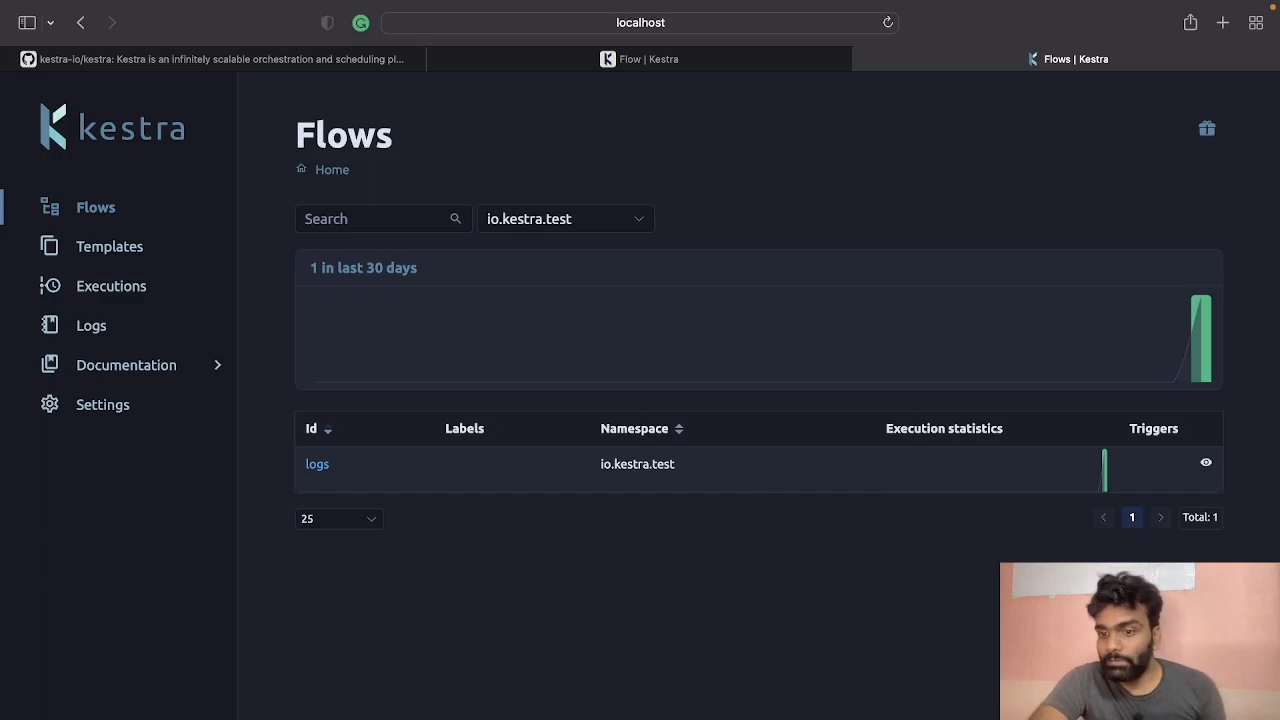 localhost
kestra-io/kestra: Kestra is an infinitely scalable orchestration and scheduling pl...
Flow | Kestra
Flows | Kestra
kestra
Flows
Templates
Executions
Logs
Documentation
Settings
Flows
Home
Search
io.kestra.test
1 in last 30 days
Id Labels Namespace Execution statistics Triggers
logs io.kestra.test
25
1
Total: 1